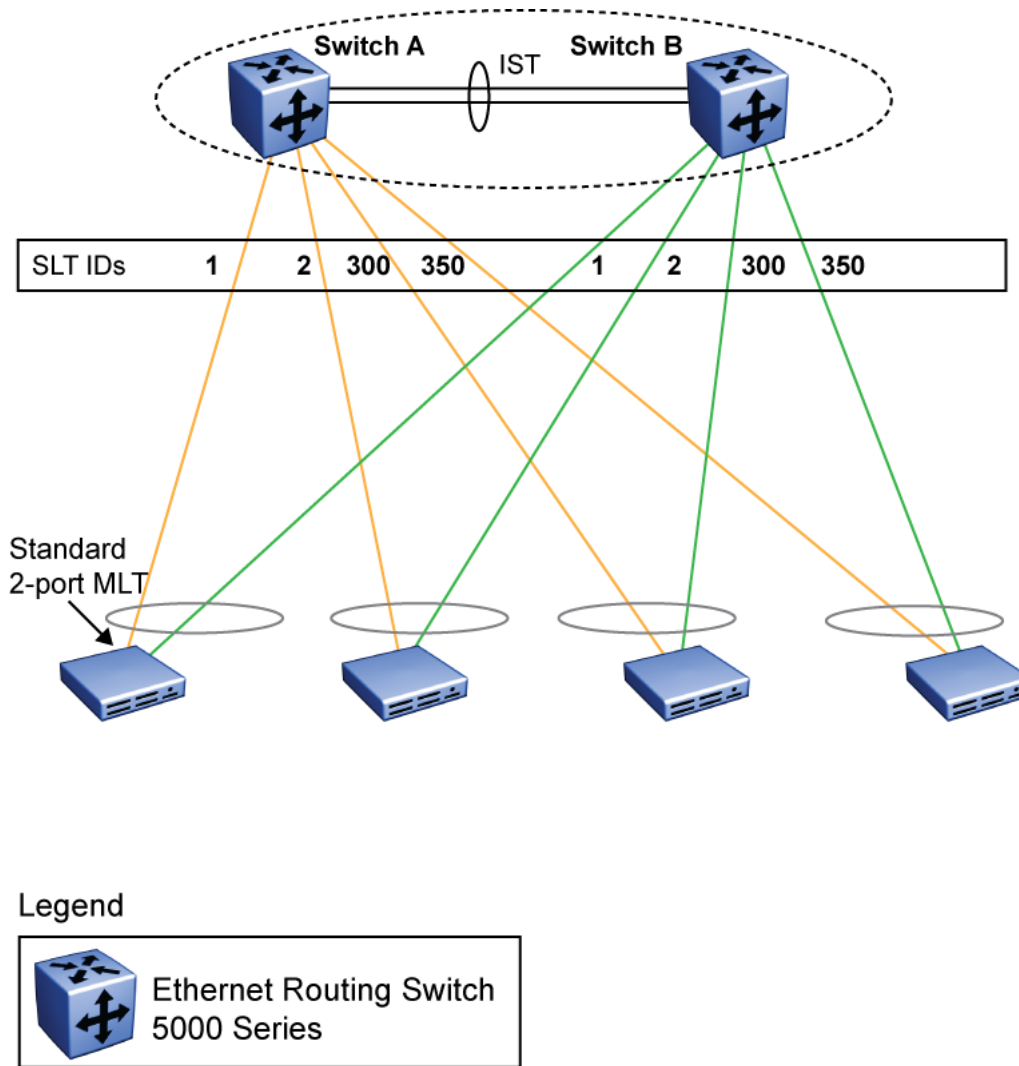 Switch A
Switch B
IST
SLT IDs 1 2 300 350 1 2 300 350
Standard
2-port MLT
Legend
Ethernet Routing Switch
5000 Series